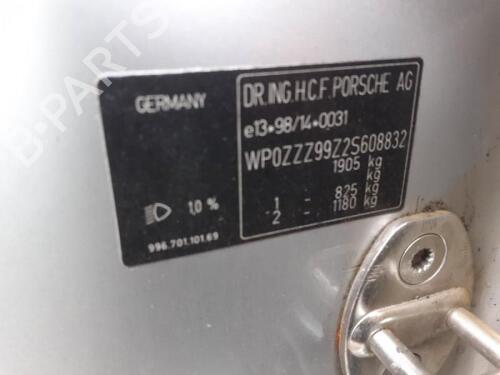 GERMANY
DR.ING.H.C.F.PORSCHE AG
e13*98/14*0031
WP0ZZZ99Z2S608832
1905 kg
kg
1 - 825 kg
2 - 1180 kg
1,0 %
996.701.101.69
B-PARTS